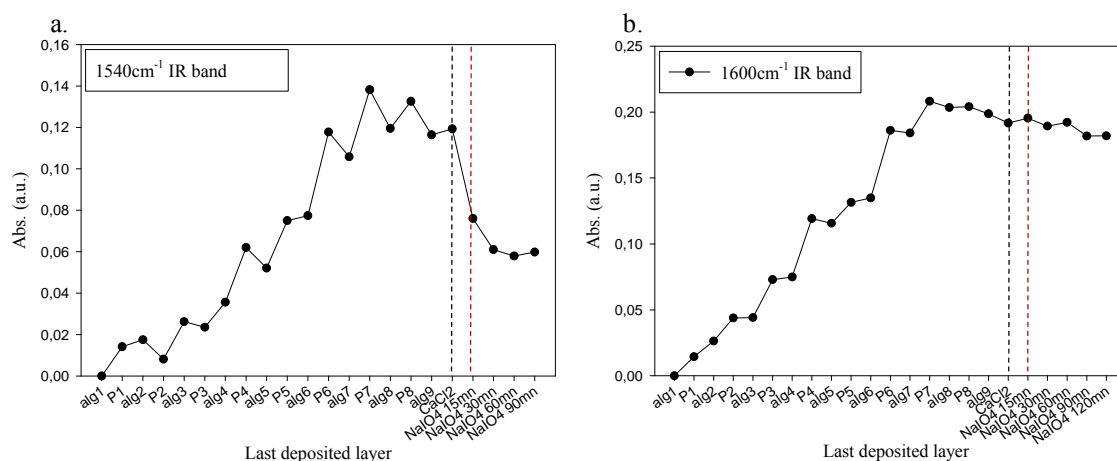 a.
0,16
0,14
0,12
0,10
0,08
0,06
0,04
0,02
0,00
Abs. (a.u.)
1540cm⁻¹ IR band
alg1
P1
alg2
P2
alg3
P3
alg4
P4
alg5
P5
alg6
P6
alg7
P7
alg8
P8
alg9
CaCl2
NaIO4 15mn
NaIO4 30mn
NaIO4 60mn
NaIO4 90mn
Last deposited layer
b.
0,25
0,20
0,15
0,10
0,05
0,00
Abs. (a.u.)
1600cm⁻¹ IR band
alg1
P1
alg2
P2
alg3
P3
alg4
P4
alg5
P5
alg6
P6
alg7
P7
alg8
P8
alg9
CaCl2
NaIO4 15mn
NaIO4 30mn
NaIO4 60mn
NaIO4 90mn
NaIO4 120mn
Last deposited layer